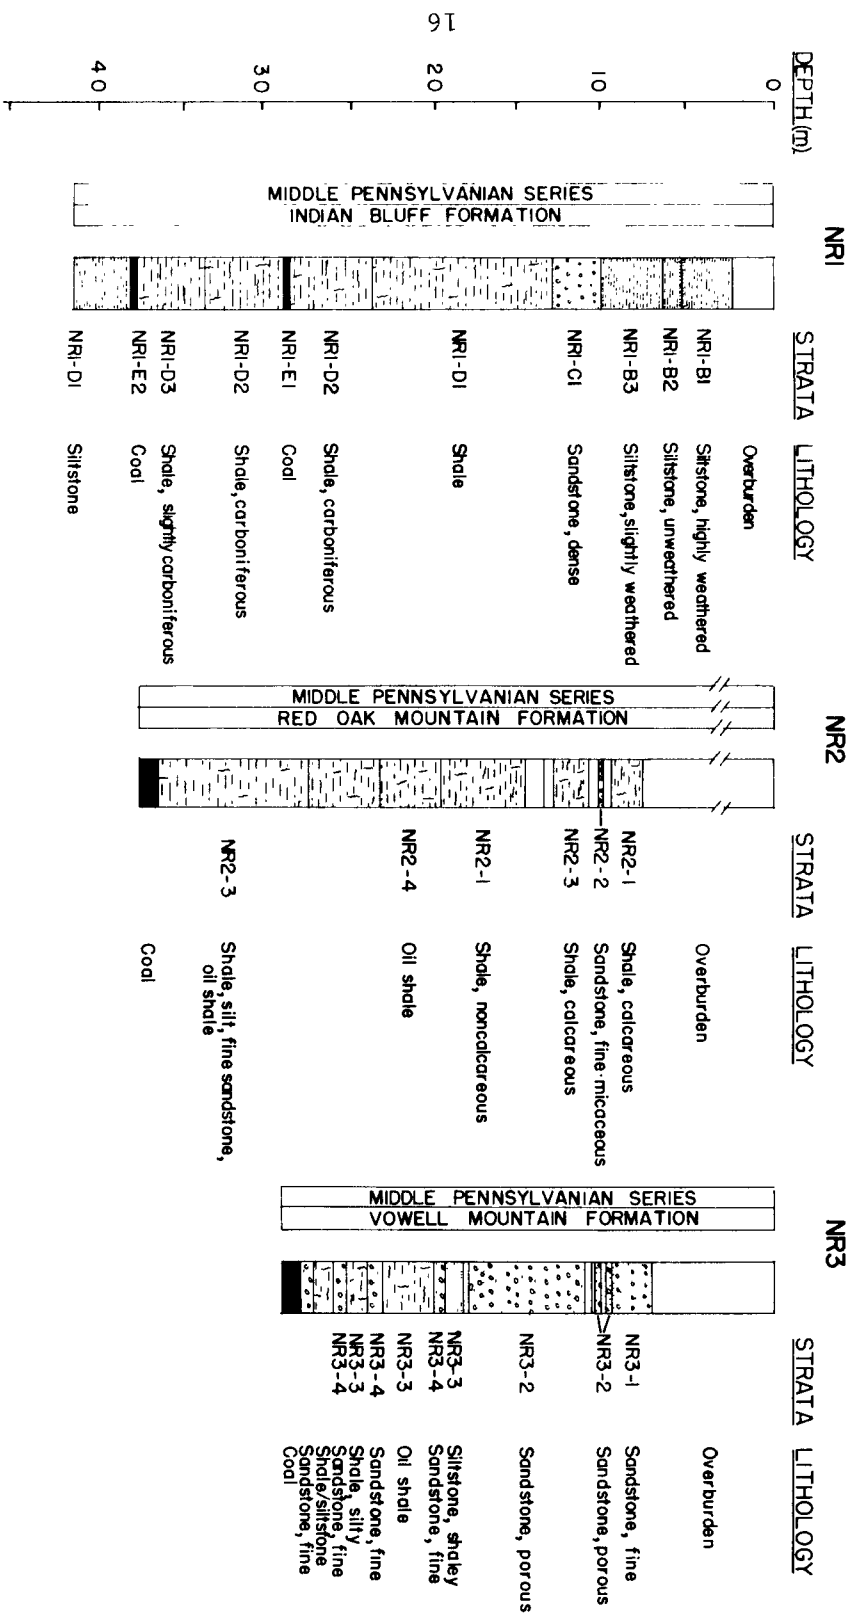 16
DEPTH (m)
0
10
20
30
40
NR1
STRATA
LITHOLOGY
MIDDLE PENNSYLVANIAN SERIES
INDIAN BLUFF FORMATION
Overburden
NR1-B1
Siltstone, highly weathered
NR1-B2
Siltstone, unweathered
NR1-B3
Siltstone, slightly weathered
NR1-C1
Sandstone, dense
NR1-D1
Shale
NR1-D2
Shale, carboniferous
NR1-E1
Coal
NR1-D2
Shale, carboniferous
NR1-D3
Shale, slightly carboniferous
NR1-E2
Coal
NR1-D1
Siltstone
NR2
STRATA
LITHOLOGY
MIDDLE PENNSYLVANIAN SERIES
RED OAK MOUNTAIN FORMATION
Overburden
NR2-1
Shale, calcareous
NR2-2
Sandstone, fine-micaceous
NR2-3
Shale, calcareous
NR2-1
Shale, noncalcareous
NR2-4
Oil shale
NR2-3
Shale, silt, fine sandstone,
oil shale
Coal
NR3
STRATA
LITHOLOGY
MIDDLE PENNSYLVANIAN SERIES
VOWELL MOUNTAIN FORMATION
Overburden
NR3-1
Sandstone, fine
NR3-2
Sandstone, porous
NR3-2
Sandstone, porous
NR3-3
Siltstone, shaley
NR3-4
Sandstone, fine
NR3-3
Oil shale
NR3-4
Sandstone, fine
NR3-3
Shale, silty
NR3-4
Sandstone, fine
Shale/siltstone
Sandstone, fine
Coal